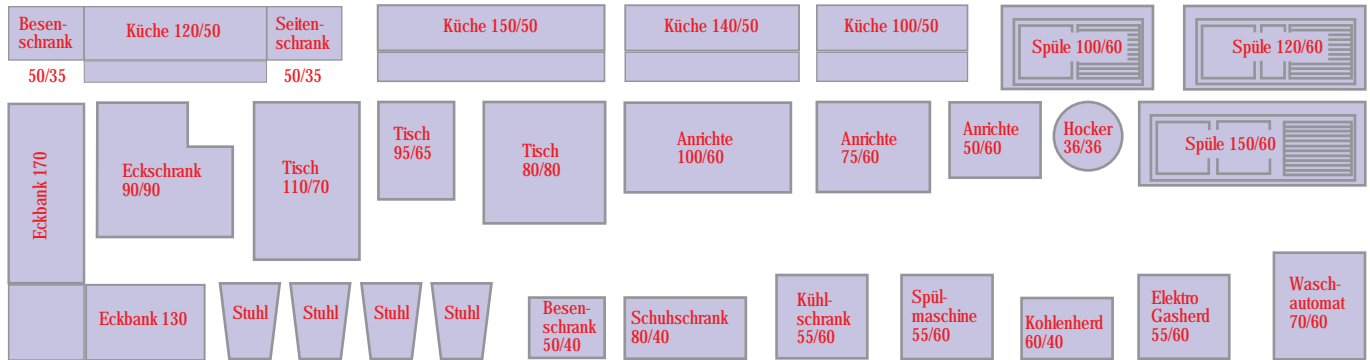 Besen-
schrank
50/35
Küche 120/50
Seiten-
schrank
50/35
Küche 150/50
Küche 140/50
Küche 100/50
Spüle 100/60
Spüle 120/60
Eckbank 170
Eckschrank
90/90
Tisch
110/70
Tisch
95/65
Tisch
80/80
Anrichte
100/60
Anrichte
75/60
Anrichte
50/60
Hocker
36/36
Spüle 150/60
Eckbank 130
Stuhl
Stuhl
Stuhl
Stuhl
Besen-
schrank
50/40
Schuhschrank
80/40
Kühl-
schrank
55/60
Spül-
maschine
55/60
Kohlenherd
60/40
Elektro
Gasherd
55/60
Wasch-
automat
70/60